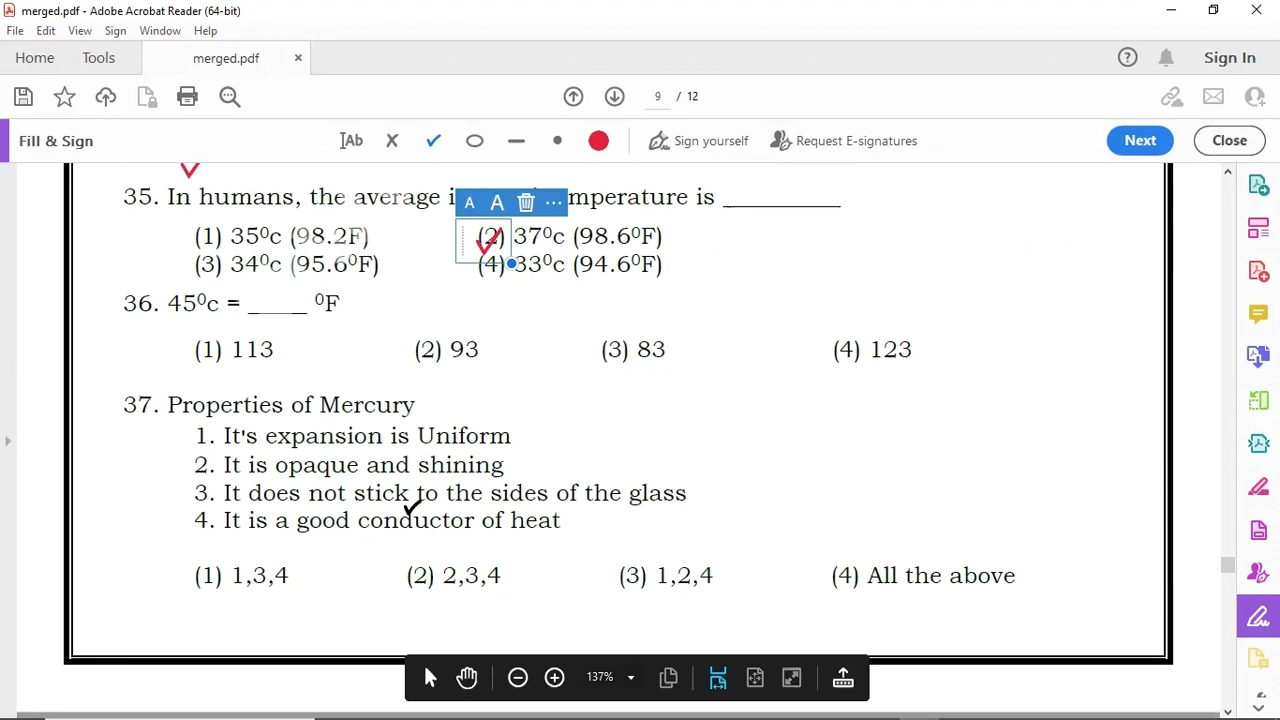 merged.pdf - Adobe Acrobat Reader (64-bit)
File Edit View Sign Window Help
Home Tools merged.pdf × Sign In
9 / 12
Fill & Sign Ab Sign yourself Request E-signatures Next Close
35. In humans, the average i mperature is __________
(1) 35⁰c (98.2F) (2) 37⁰c (98.6⁰F)
(3) 34⁰c (95.6⁰F) (4) 33⁰c (94.6⁰F)
36. 45⁰c = _____ ⁰F
(1) 113 (2) 93 (3) 83 (4) 123
37. Properties of Mercury
1. It's expansion is Uniform
2. It is opaque and shining
3. It does not stick to the sides of the glass
4. It is a good conductor of heat
(1) 1,3,4 (2) 2,3,4 (3) 1,2,4 (4) All the above
137%